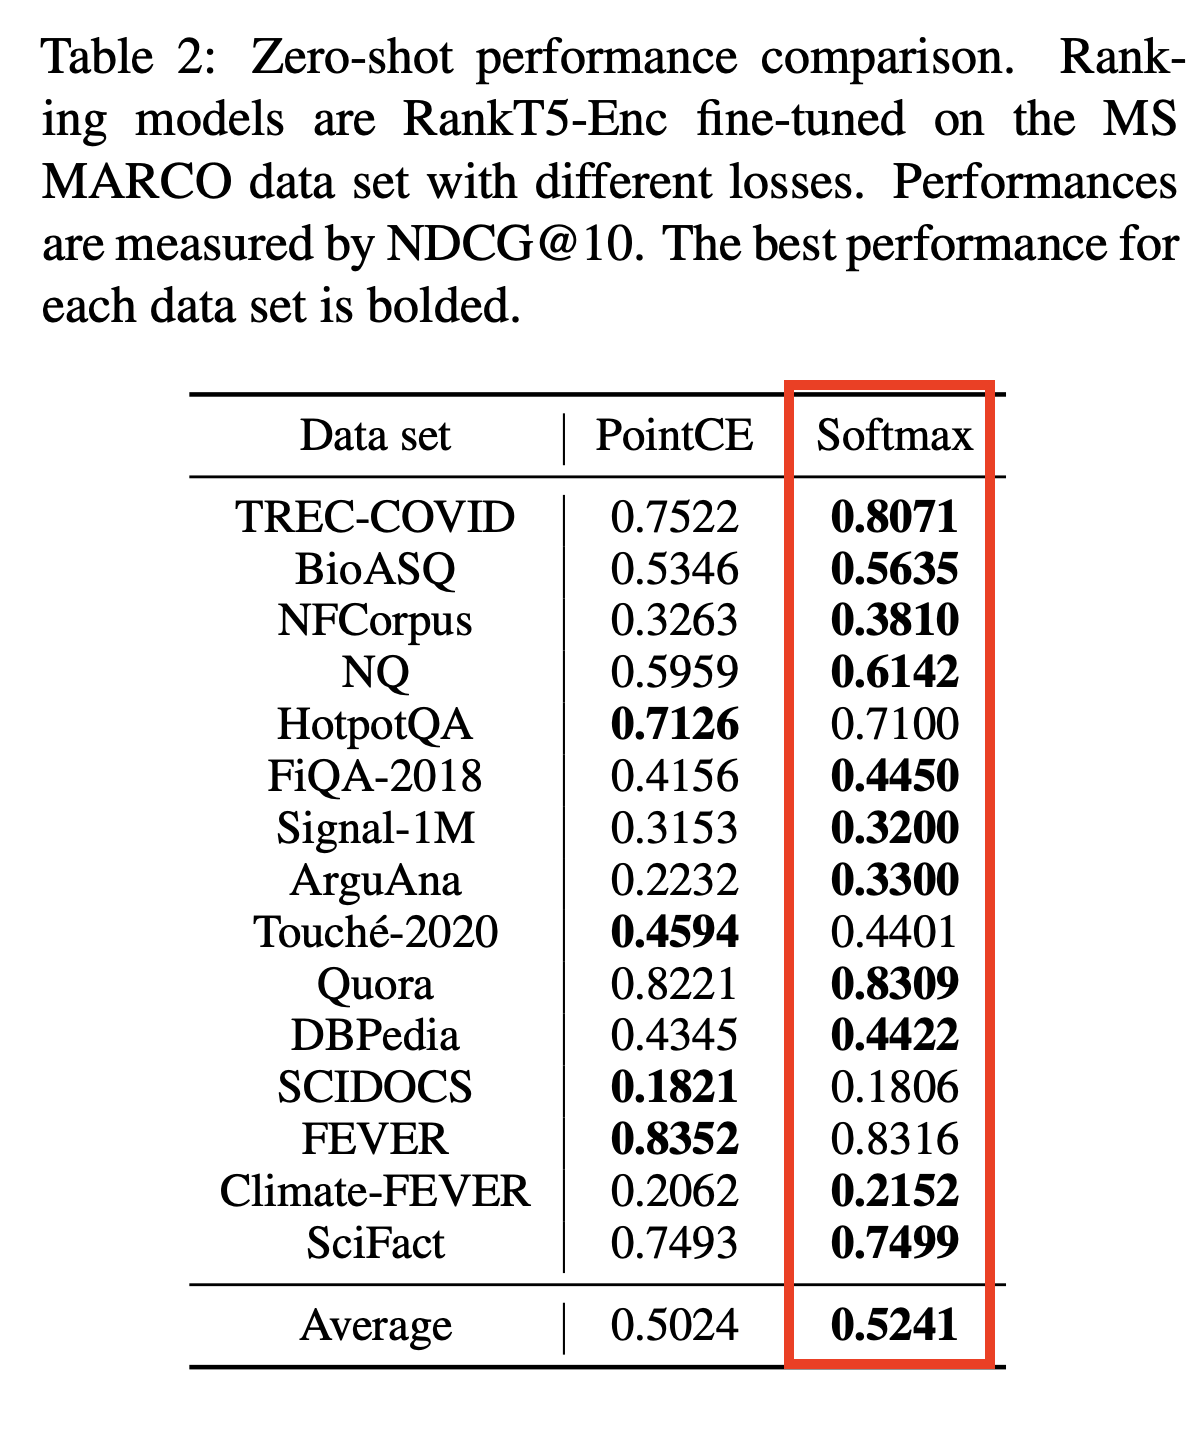 Table 2: Zero-shot performance comparison. Rank-
ing models are RankT5-Enc fine-tuned on the MS
MARCO data set with different losses. Performances
are measured by NDCG@10. The best performance for
each data set is bolded.
Data set PointCE Softmax
TREC-COVID 0.7522 0.8071
BioASQ 0.5346 0.5635
NFCorpus 0.3263 0.3810
NQ 0.5959 0.6142
HotpotQA 0.7126 0.7100
FiQA-2018 0.4156 0.4450
Signal-1M 0.3153 0.3200
ArguAna 0.2232 0.3300
Touché-2020 0.4594 0.4401
Quora 0.8221 0.8309
DBPedia 0.4345 0.4422
SCIDOCS 0.1821 0.1806
FEVER 0.8352 0.8316
Climate-FEVER 0.2062 0.2152
SciFact 0.7493 0.7499
Average 0.5024 0.5241